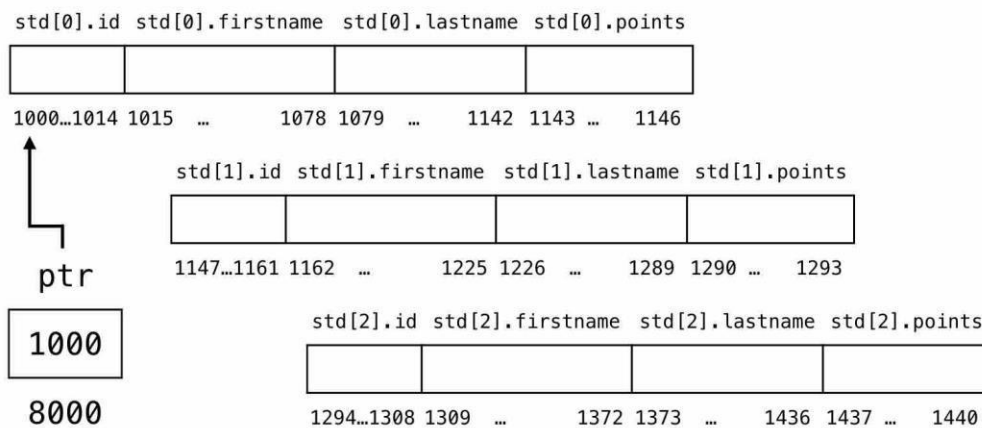 std[0].id std[0].firstname std[0].lastname std[0].points
1000…1014 1015 … 1078 1079 … 1142 1143 … 1146
std[1].id std[1].firstname std[1].lastname std[1].points
1147…1161 1162 … 1225 1226 … 1289 1290 … 1293
ptr
std[2].id std[2].firstname std[2].lastname std[2].points
1000
1294…1308 1309 … 1372 1373 … 1436 1437 … 1440
8000